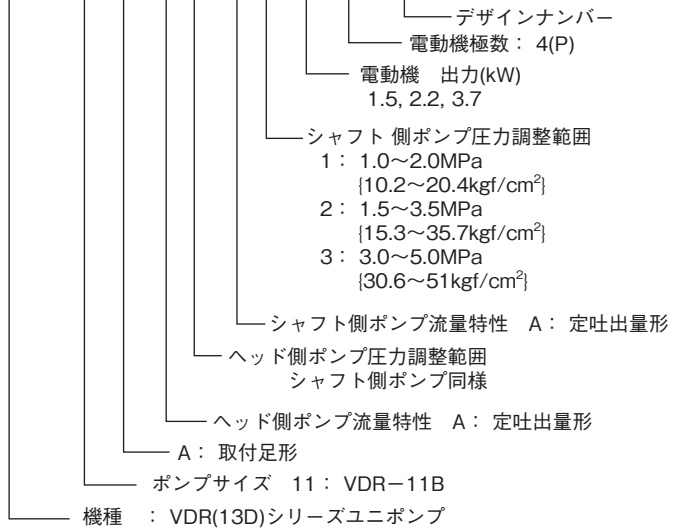 デザインナンバー
電動機極数： 4(P)
電動機　出力(kW)
1.5, 2.2, 3.7
シャフト 側ポンプ圧力調整範囲
1： 1.0～2.0MPa
{10.2～20.4kgf/cm²}
2： 1.5～3.5MPa
{15.3～35.7kgf/cm²}
3： 3.0～5.0MPa
{30.6～51kgf/cm²}
シャフト側ポンプ流量特性　A： 定吐出量形
ヘッド側ポンプ圧力調整範囲
シャフト側ポンプ同様
ヘッド側ポンプ流量特性　A： 定吐出量形
A： 取付足形
ポンプサイズ　11： VDR－11B
機種　： VDR(13D)シリーズユニポンプ